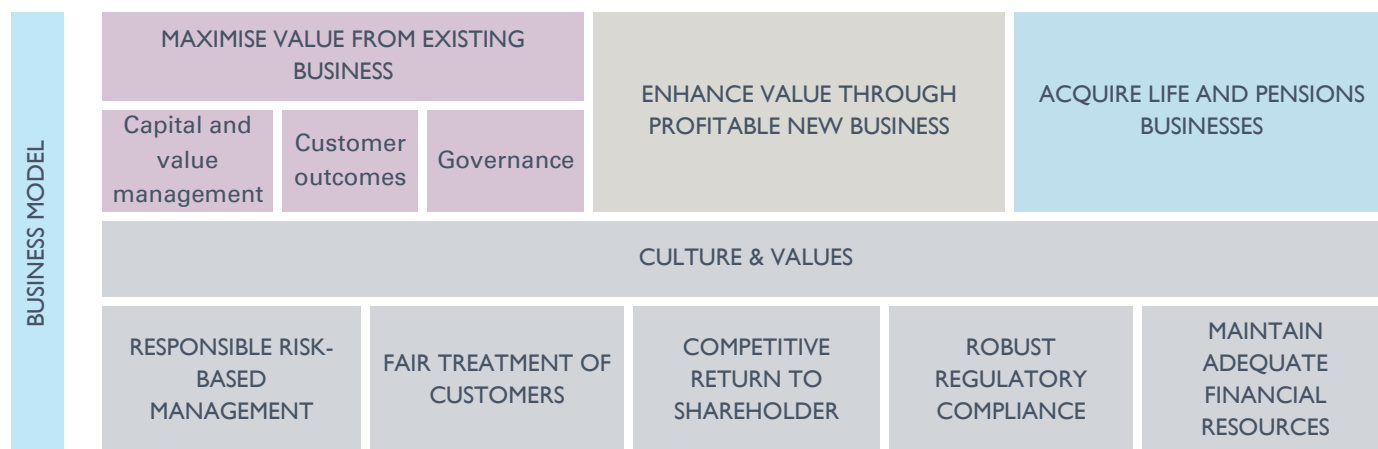 BUSINESS MODEL
MAXIMISE VALUE FROM EXISTING
BUSINESS
Capital and
value
management
Customer
outcomes
Governance
ENHANCE VALUE THROUGH
PROFITABLE NEW BUSINESS
ACQUIRE LIFE AND PENSIONS
BUSINESSES
CULTURE & VALUES
RESPONSIBLE RISK-
BASED
MANAGEMENT
FAIR TREATMENT OF
CUSTOMERS
COMPETITIVE
RETURN TO
SHAREHOLDER
ROBUST
REGULATORY
COMPLIANCE
MAINTAIN
ADEQUATE
FINANCIAL
RESOURCES